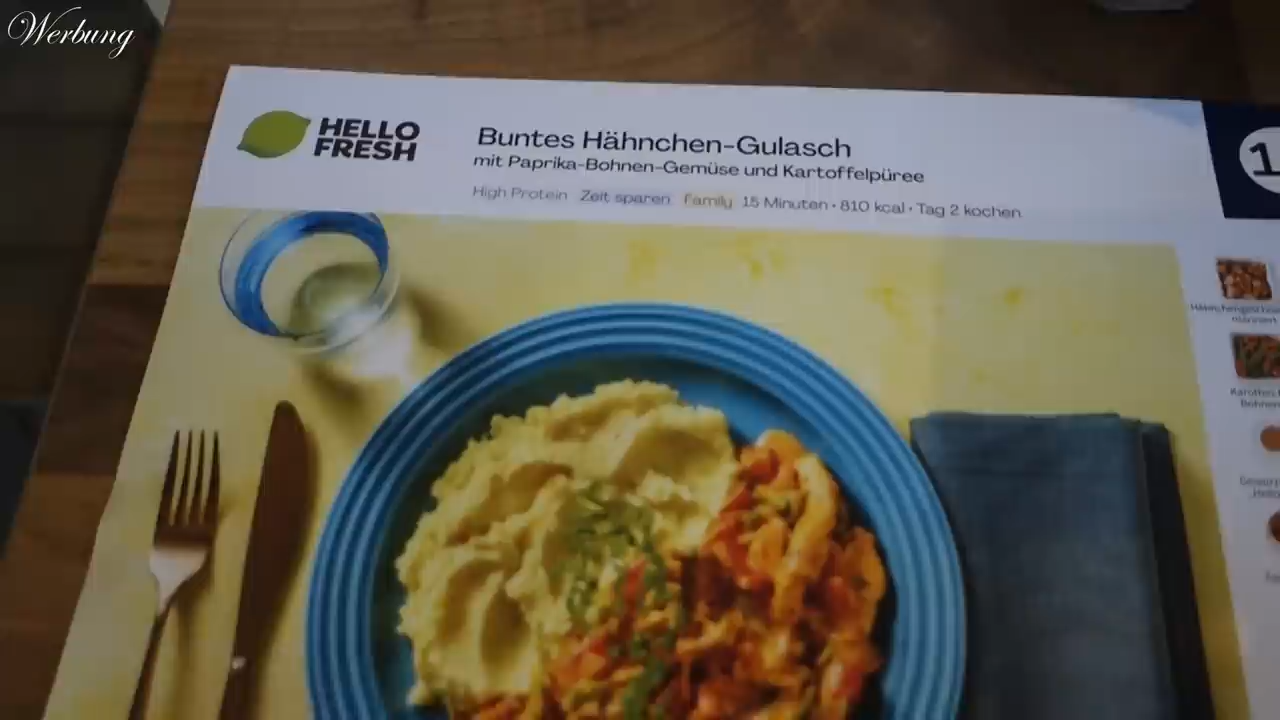 Werbung
HELLO
FRESH
Buntes Hähnchen-Gulasch
mit Paprika-Bohnen-Gemüse und Kartoffelpüree
High Protein Zeit sparen Family 15 Minuten • 810 kcal • Tag 2 kochen
1